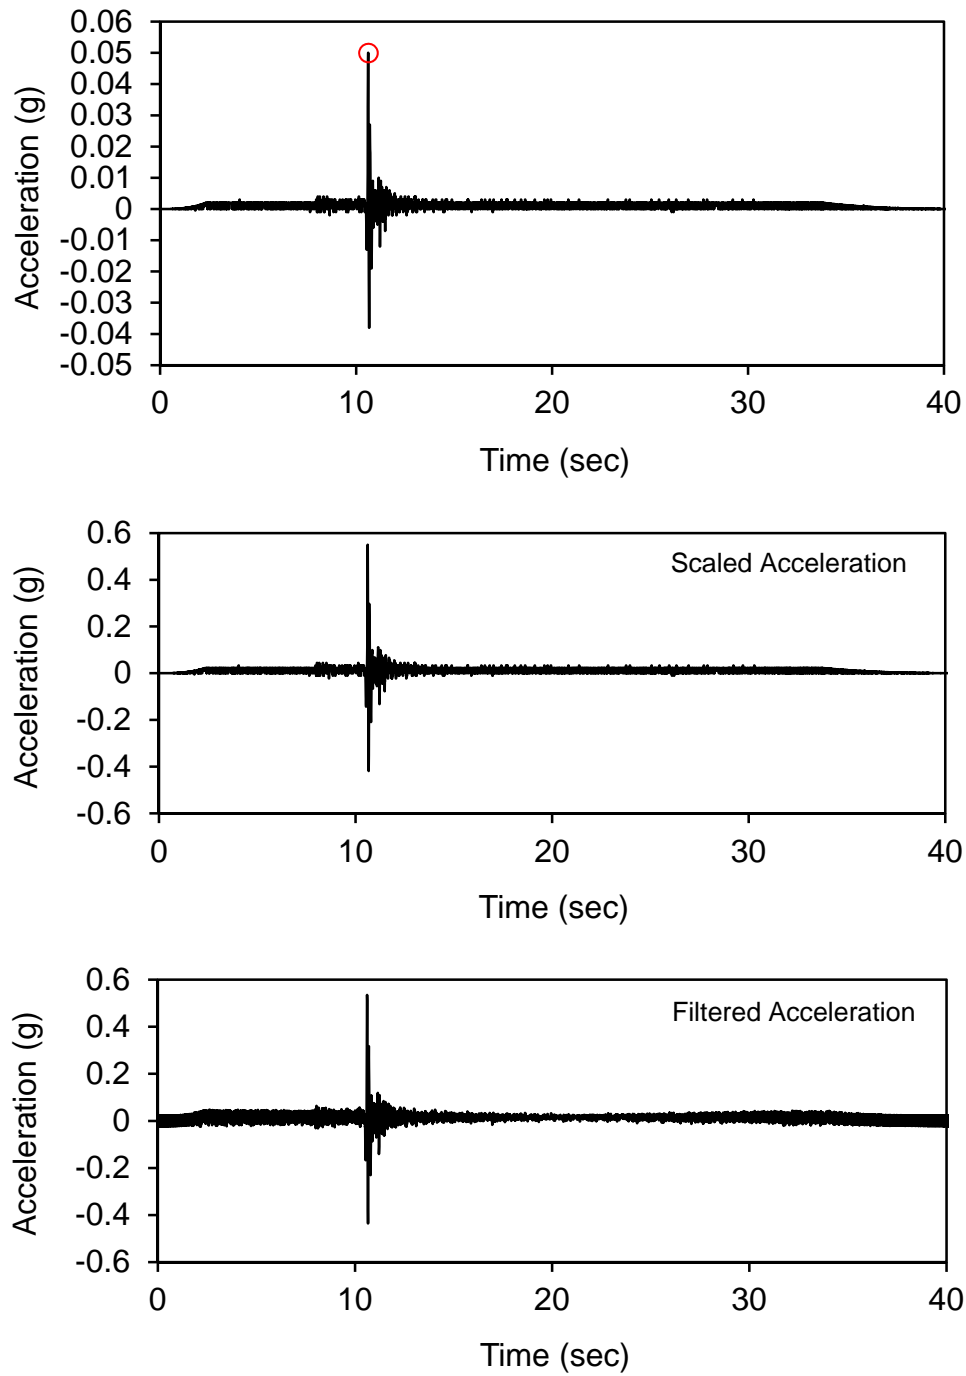 0.06
0.05
0.04
0.03
0.02
0.01
0
-0.01
-0.02
-0.03
-0.04
-0.05
Acceleration (g)
0 10 20 30 40
Time (sec)
0.6
0.4
0.2
0
-0.2
-0.4
-0.6
Acceleration (g)
Scaled Acceleration
0 10 20 30 40
Time (sec)
0.6
0.4
0.2
0
-0.2
-0.4
-0.6
Acceleration (g)
Filtered Acceleration
0 10 20 30 40
Time (sec)